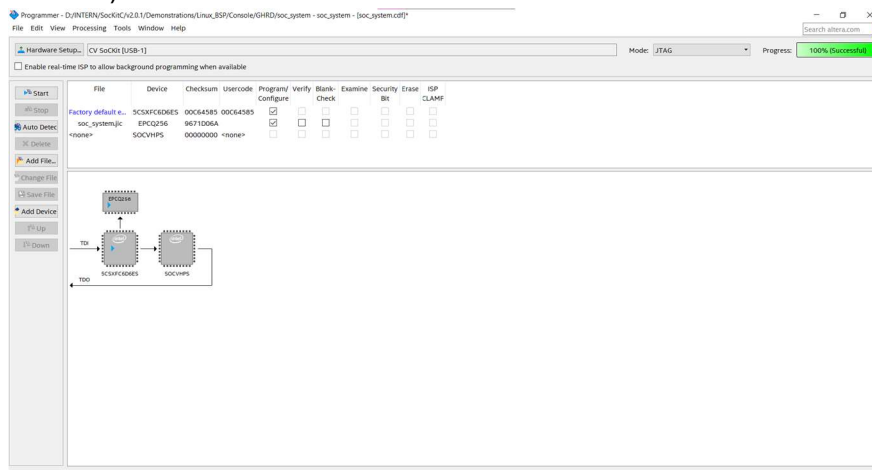 Programmer - D:/INTERN/SocKitC/v2.0.1/Demonstrations/Linux_BSP/Console/GHRD/soc_system - soc_system - [soc_system.cdf]*
File Edit View Processing Tools Window Help
Search altera.com
Hardware Setup... CV SoCKit [USB-1] Mode: JTAG Progress: 100% (Successful)
Enable real-time ISP to allow background programming when available
Start
Stop
Auto Detec
Delete
Add File...
Change File
Save File
Add Device
Up
Down
File Device Checksum Usercode Program/ Verify Blank- Examine Security Erase ISP
Configure Check Bit CLAMF
Factory default e... 5CSXFC6D6ES 00C64585 00C64585
soc_system.jic EPCQ256 9671D06A
<none> SOCVHPS 00000000 <none>
EPCQ256
TDI
5CSXFC6D6ES SOCVHPS
TDO